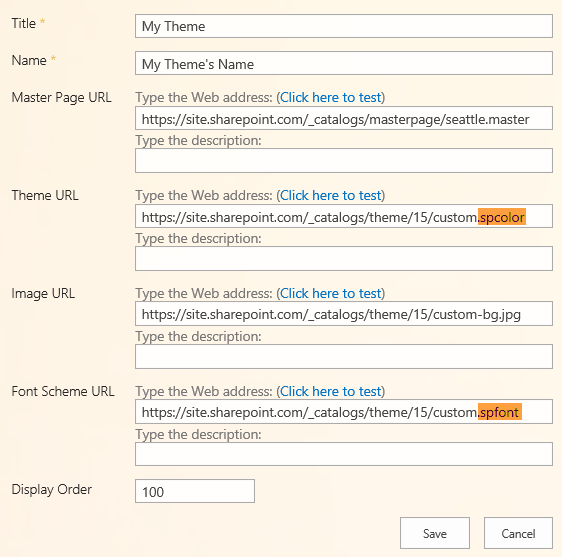 Title * My Theme
Name * My Theme's Name
Master Page URL Type the Web address: (Click here to test)
https://site.sharepoint.com/_catalogs/masterpage/seattle.master
Type the description:
Theme URL Type the Web address: (Click here to test)
https://site.sharepoint.com/_catalogs/theme/15/custom.spcolor
Type the description:
Image URL Type the Web address: (Click here to test)
https://site.sharepoint.com/_catalogs/theme/15/custom-bg.jpg
Type the description:
Font Scheme URL Type the Web address: (Click here to test)
https://site.sharepoint.com/_catalogs/theme/15/custom.spfont
Type the description:
Display Order 100
Save Cancel